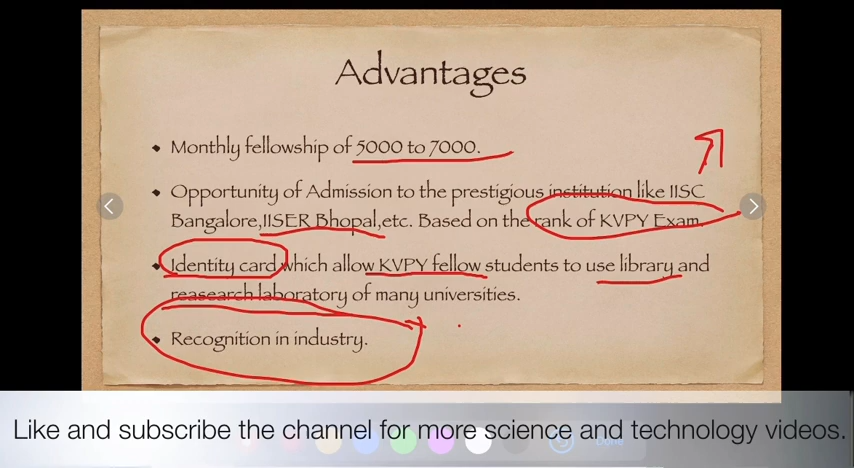 Advantages
Monthly fellowship of 5000 to 7000.
Opportunity of Admission to the prestigious institution like IISC
Bangalore,IISER Bhopal,etc. Based on the rank of KVPY Exam.
Identity card which allow KVPY fellow students to use library and
reasearch laboratory of many universities.
Recognition in industry.
Like and subscribe the channel for more science and technology videos.